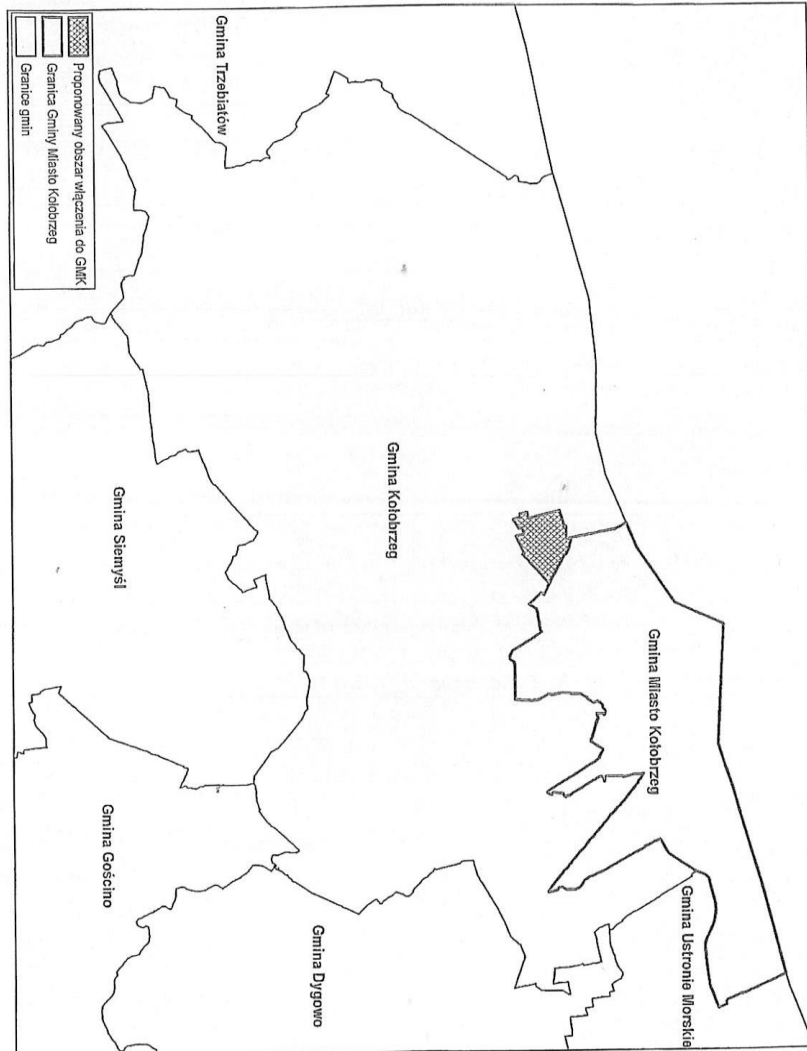 Gmina Trzebiatów
Gmina Kołobrzeg
Gmina Miasto Kołobrzeg
Gmina Ustronie Morskie
Gmina Siemyśl
Gmina Gościno
Gmina Dygowo
Proponowany obszar włączenia do GMK
Granica Gminy Miasto Kołobrzeg
Granice gmin